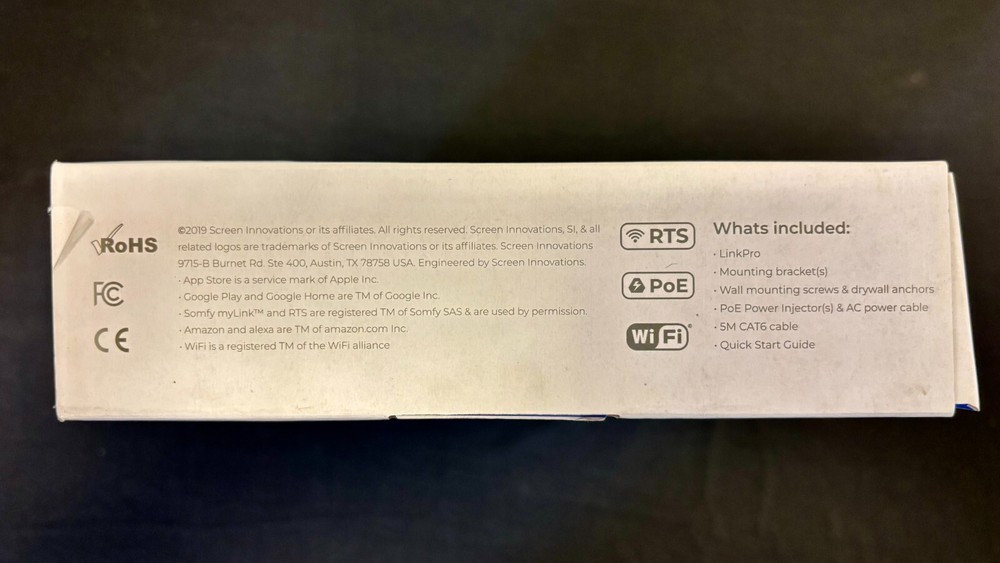 RoHS
FC
CE
©2019 Screen Innovations or its affiliates. All rights reserved. Screen Innovations, SI, & all
related logos are trademarks of Screen Innovations or its affiliates. Screen Innovations
9715-B Burnet Rd. Ste 400, Austin, TX 78758 USA. Engineered by Screen Innovations.
· App Store is a service mark of Apple Inc.
· Google Play and Google Home are TM of Google Inc.
· Somfy myLink™ and RTS are registered TM of Somfy SAS & are used by permission.
· Amazon and alexa are TM of amazon.com Inc.
· WiFi is a registered TM of the WiFi alliance
RTS
PoE
WiFi®
Whats included:
· LinkPro
· Mounting bracket(s)
· Wall mounting screws & drywall anchors
· PoE Power Injector(s) & AC power cable
· 5M CAT6 cable
· Quick Start Guide